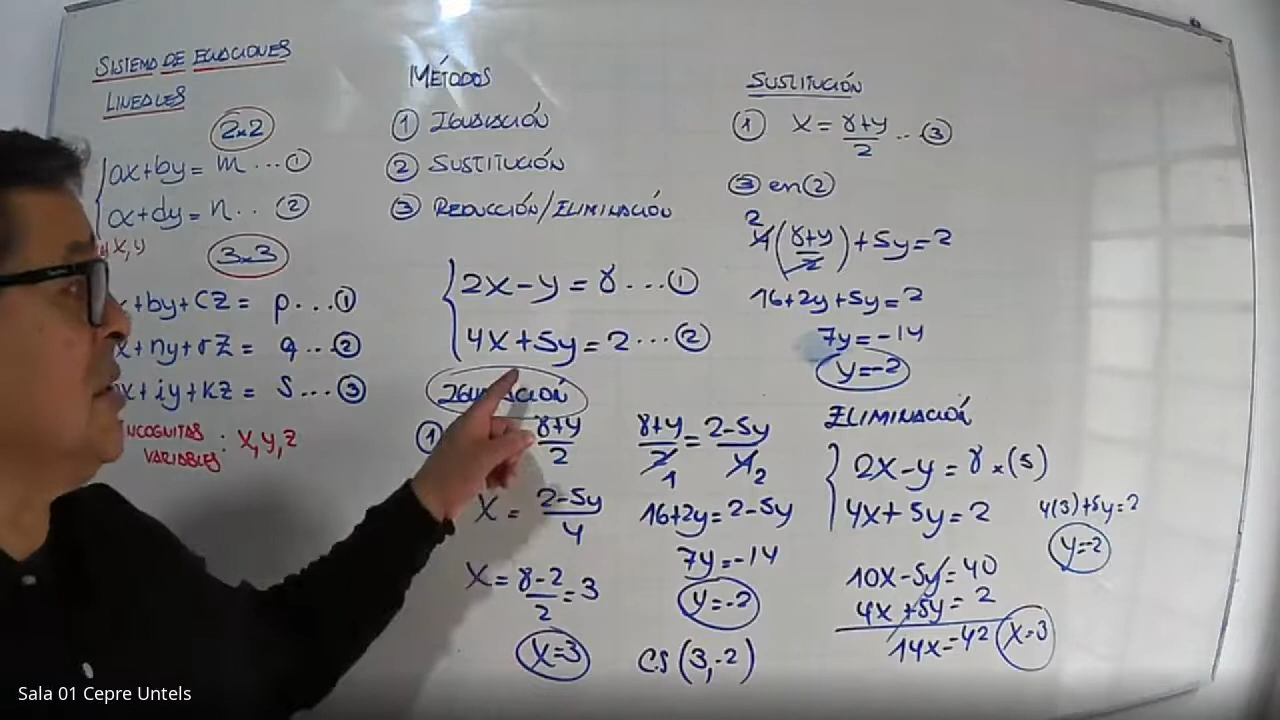 SISTEMA DE ECUACIONES
LINEALES
2x2
ax+by= m ... ①
cx+dy= n .. ②
x,y
3x3
x+by+cz= p ... ①
x+ny+rz= q ... ②
x+iy+kz= S ... ③
INCOGNITAS
VARIABLES : x,y,z
MÉTODOS
① IGUALACIÓN
② SUSTITUCIÓN
③ REDUCCIÓN/ELIMINACIÓN
2x-y=8 ... ①
4x+5y=2 ... ②
①
8+y
2
x= 2-5y
4
x= 8-2 =3
2
x=3
8+y = 2-5y
2 4
1 2
16+2y=2-5y
7y=-14
y=-2
C.S (3,-2)
SUSTITUCIÓN
① x= 8+y .. ③
2
③ en ②
2
4(8+y)+5y=2
2
16+2y+5y=2
7y=-14
y=-2
ELIMINACIÓN
2x-y=8 x(5)
4x+5y=2
10x-5y=40
4x+5y=2
14x=42
x=3
4(3)+5y=2
y=-2
Sala 01 Cepre Untels